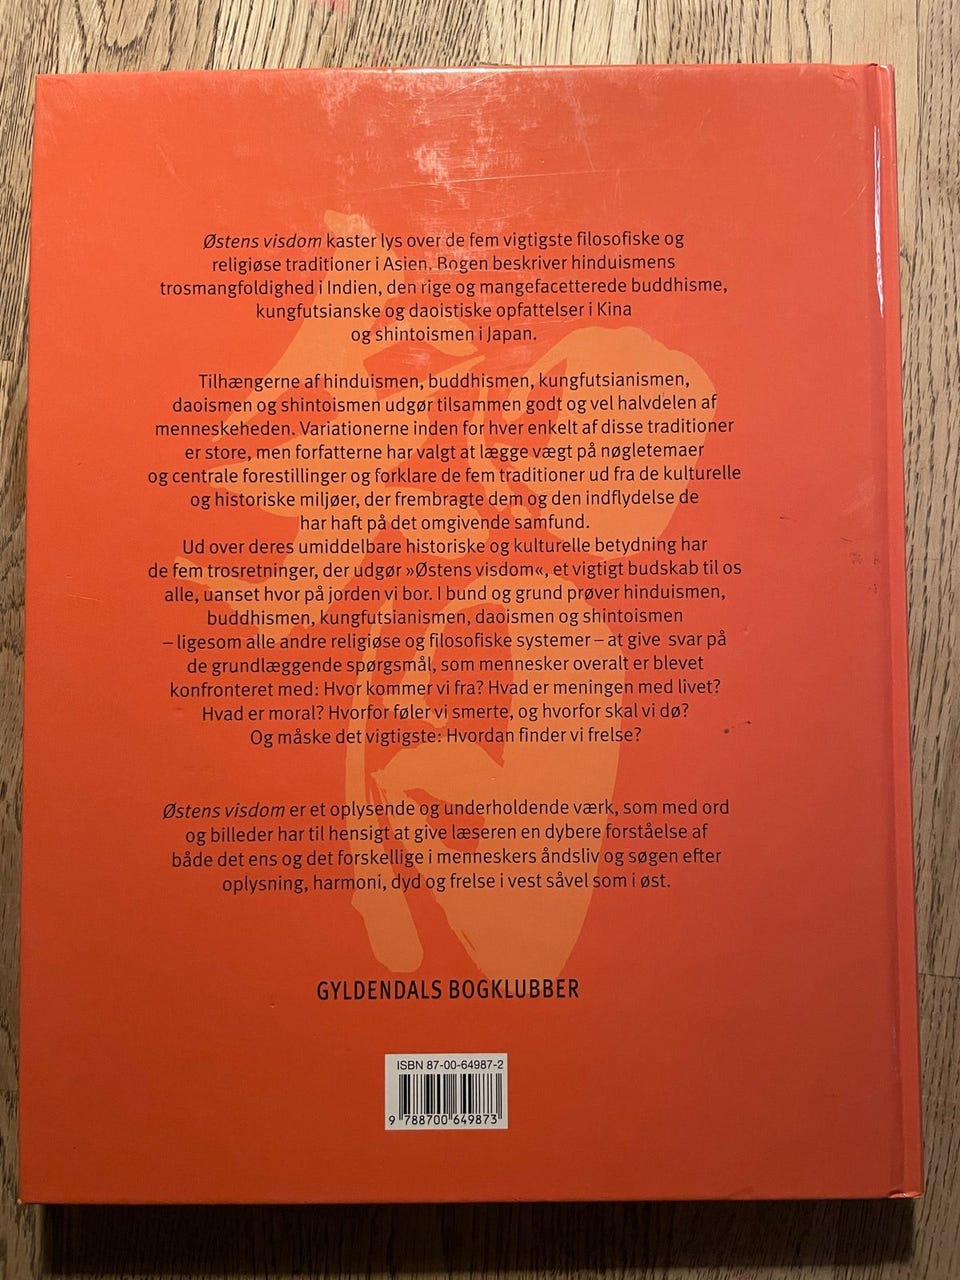 Østens visdom kaster lys over de fem vigtigste filosofiske og
religiøse traditioner i Asien. Bogen beskriver hinduismens
trosmangfoldighed i Indien, den rige og mangefacetterede buddhisme,
kungfutsianske og daoistiske opfattelser i Kina
og shintoismen i Japan.
Tilhængerne af hinduismen, buddhismen, kungfutsianismen,
daoismen og shintoismen udgør tilsammen godt og vel halvdelen af
menneskeheden. Variationerne inden for hver enkelt af disse traditioner
er store, men forfatterne har valgt at lægge vægt på nøgletemaer
og centrale forestillinger og forklare de fem traditioner ud fra de kulturelle
og historiske miljøer, der frembragte dem og den indflydelse de
har haft på det omgivende samfund.
Ud over deres umiddelbare historiske og kulturelle betydning har
de fem trosretninger, der udgør »Østens visdom«, et vigtigt budskab til os
alle, uanset hvor på jorden vi bor. I bund og grund prøver hinduismen,
buddhismen, kungfutsianismen, daoismen og shintoismen
– ligesom alle andre religiøse og filosofiske systemer – at give svar på
de grundlæggende spørgsmål, som mennesker overalt er blevet
konfronteret med: Hvor kommer vi fra? Hvad er meningen med livet?
Hvad er moral? Hvorfor føler vi smerte, og hvorfor skal vi dø?
Og måske det vigtigste: Hvordan finder vi frelse?
Østens visdom er et oplysende og underholdende værk, som med ord
og billeder har til hensigt at give læseren en dybere forståelse af
både det ens og det forskellige i menneskers åndsliv og søgen efter
oplysning, harmoni, dyd og frelse i vest såvel som i øst.
GYLDENDALS BOGKLUBBER
ISBN 87-00-64987-2
9 788700 649873